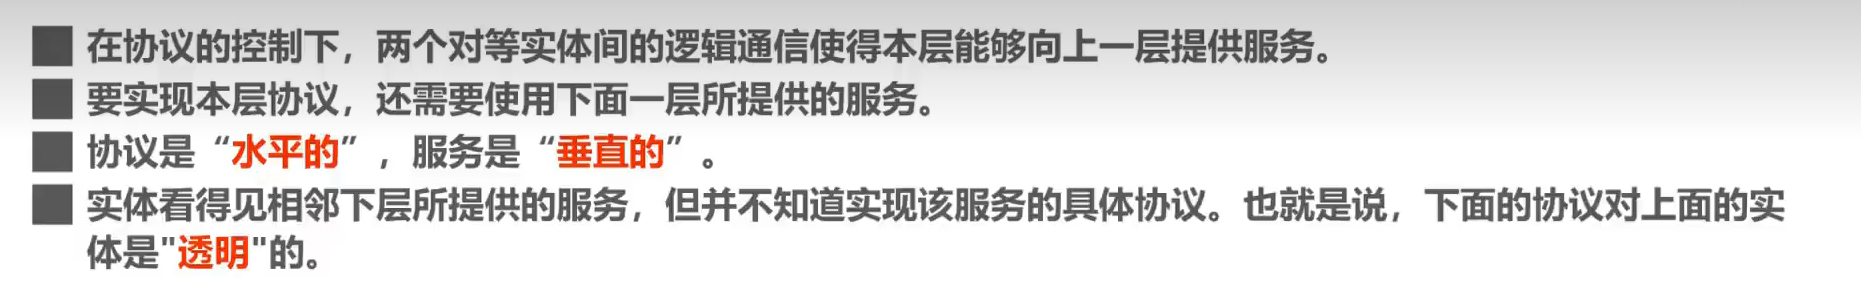 在协议的控制下，两个对等实体间的逻辑通信使得本层能够向上一层提供服务。
要实现本层协议，还需要使用下面一层所提供的服务。
协议是“水平的”，服务是“垂直的”。
实体看得见相邻下层所提供的服务，但并不知道实现该服务的具体协议。也就是说，下面的协议对上面的实
体是"透明"的。